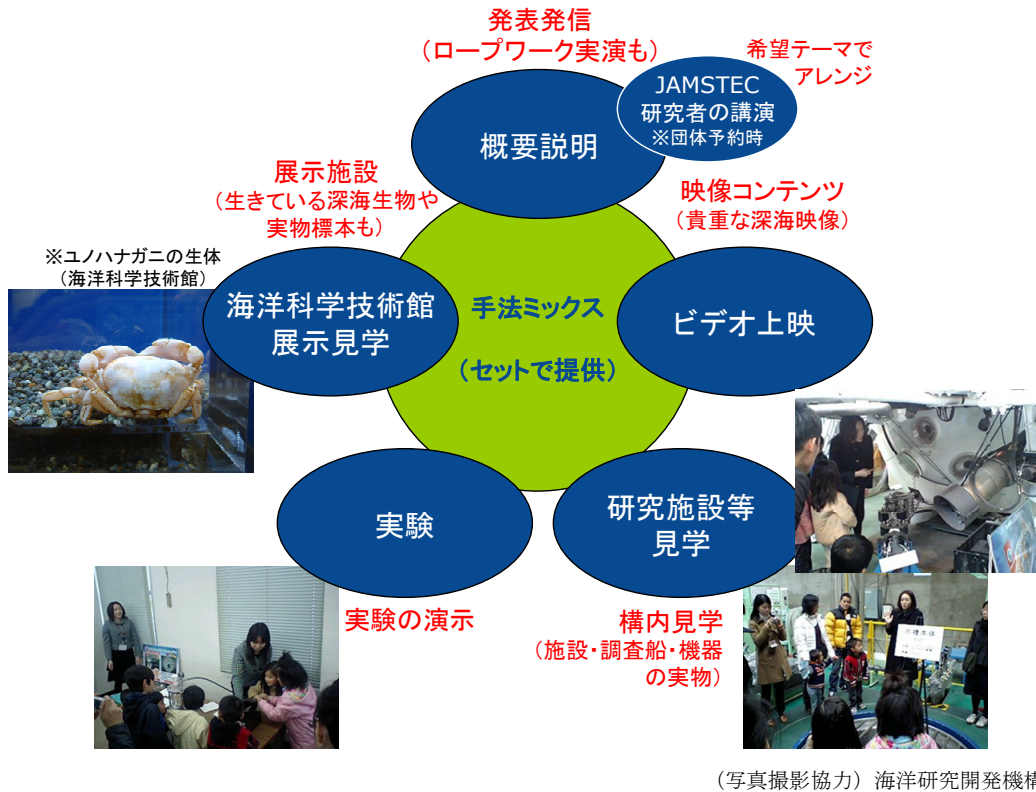 発表発信
（ロープワーク実演も）
希望テーマで
アレンジ
JAMSTEC
研究者の講演
※団体予約時
概要説明
展示施設
（生きている深海生物や
実物標本も）
映像コンテンツ
（貴重な深海映像）
※ユノハナガニの生体
（海洋科学技術館）
海洋科学技術館
展示見学
手法ミックス
（セットで提供）
ビデオ上映
実験
研究施設等
見学
実験の演示
構内見学
（施設・調査船・機器
の実物）
（写真撮影協力）海洋研究開発機構